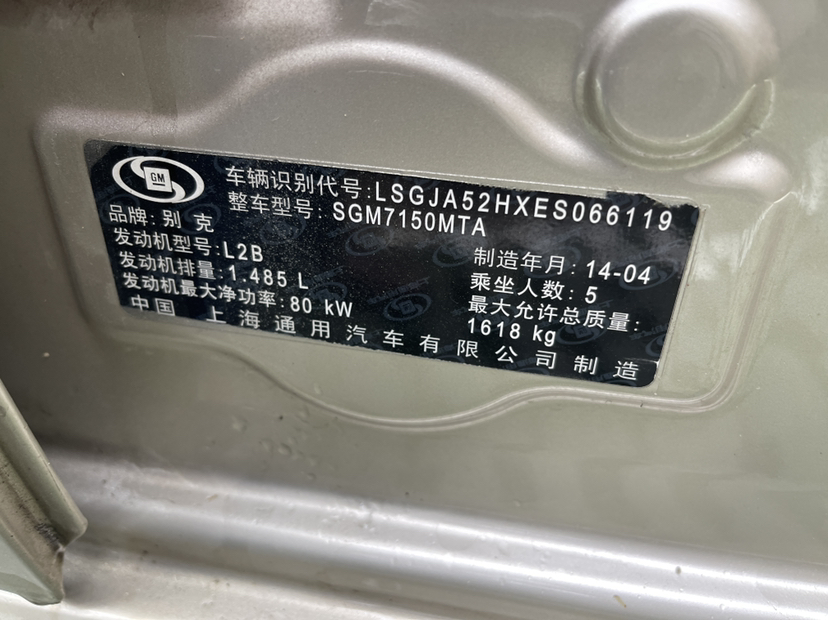 GM
车辆识别代号:LSGJA52HXES066119
整车型号: SGM7150MTA
品牌: 别克
发动机型号: L2B
发动机排量: 1.485 L
发动机最大净功率: 80 kW
制造年月: 14-04
乘坐人数: 5
最大允许总质量:
1618 kg
中国 上海通用汽车有限公司制造